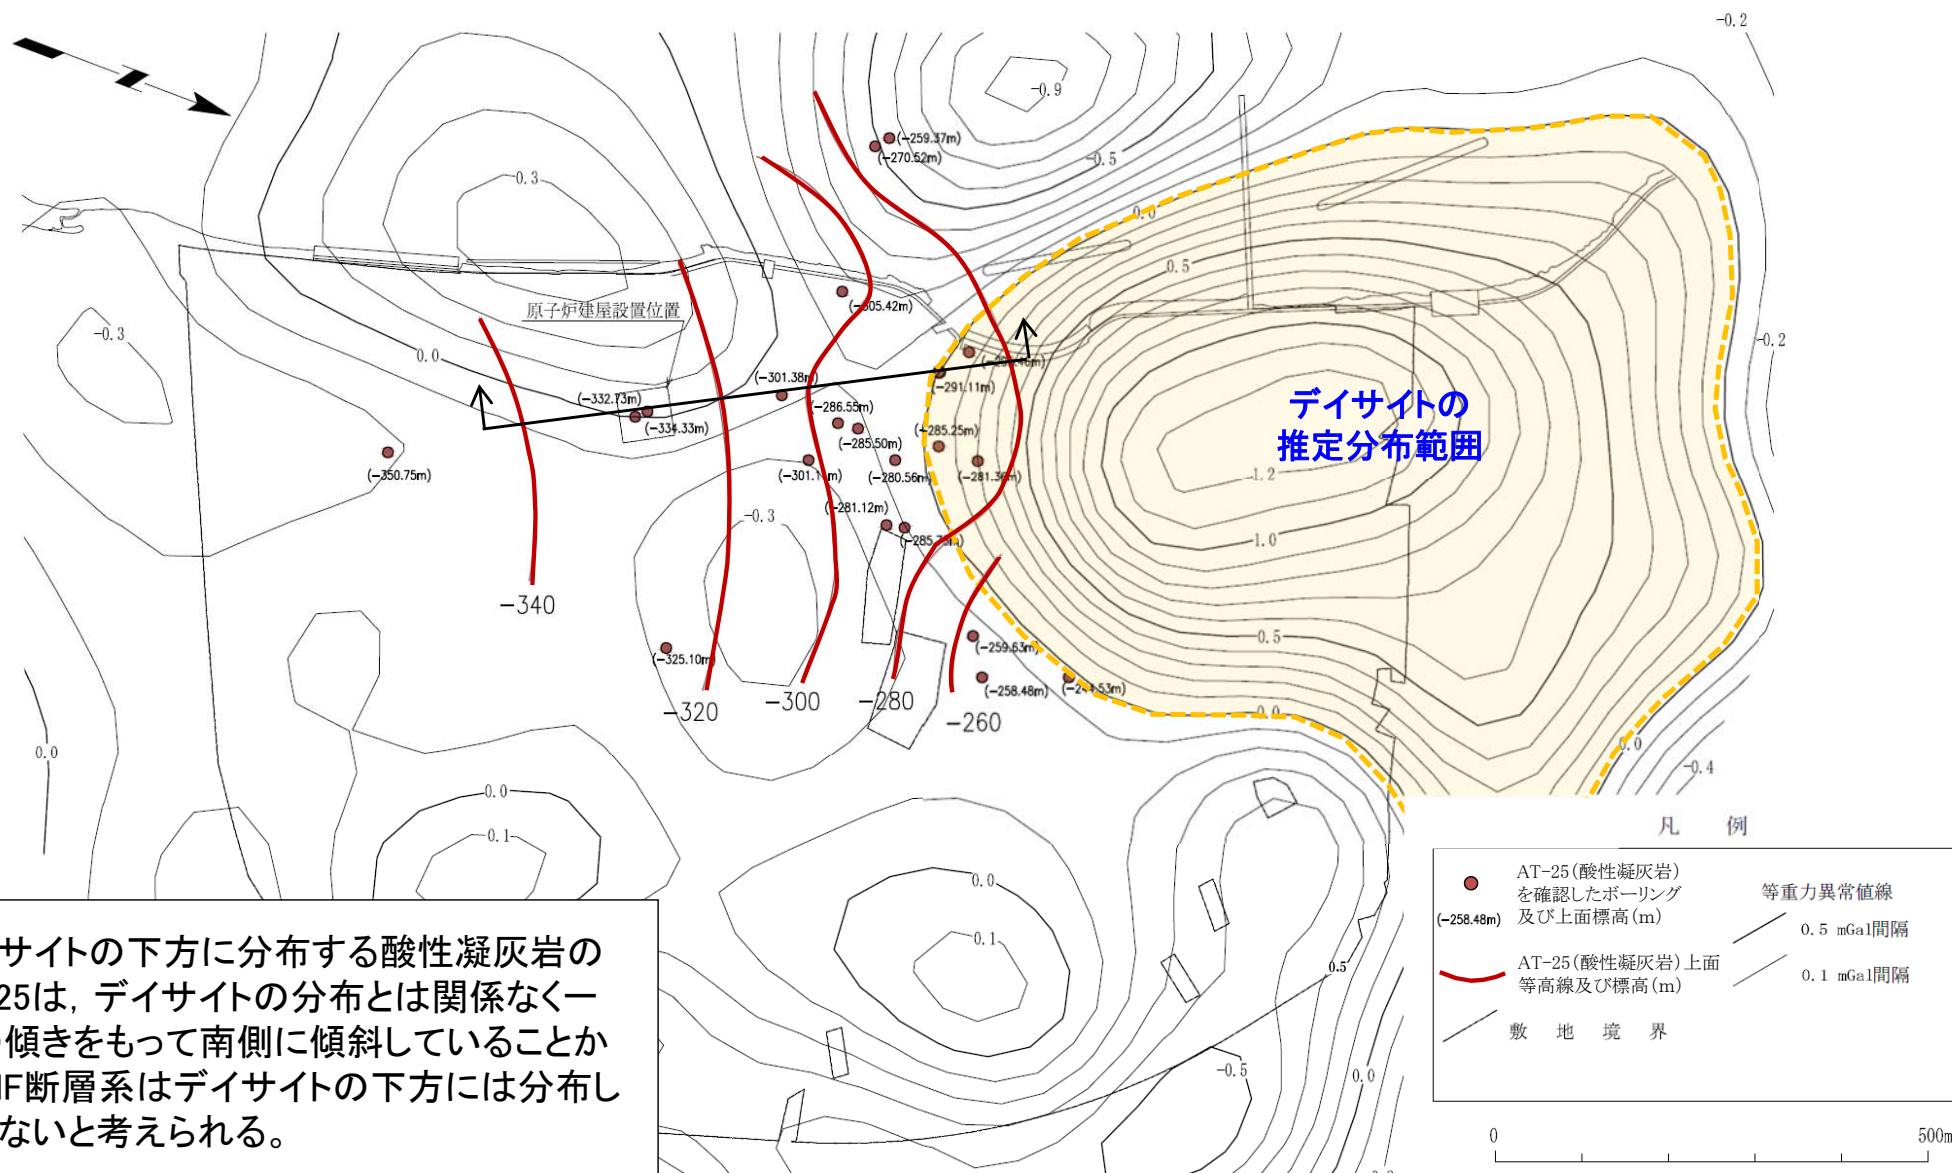 -0.2
-0.9
(-259.37m)
(-270.52m)
-0.5
-0.3
0.0
0.5
原子炉建屋設置位置
(-305.42m)
-0.3
-0.2
0.0
(-301.38m)
(-291.11m)
(-332.73m)
デイサイトの
推定分布範囲
(-286.55m)
(-334.33m)
(-285.50m)
(-285.25m)
(-350.75m)
(-280.56m)
(-281.36m)
1.2
(-281.12m)
-0.3
1.0
-340
0.5
(-259.63m)
(-325.10m)
(-258.48m)
-320
-300
-280
-260
0.0
0.0
0.0
-0.4
-0.0
0.1
凡 例
AT-25(酸性凝灰岩)
を確認したボーリング
(-258.48m) 及び上面標高(m)
等重力異常値線
0.5 mGal間隔
AT-25(酸性凝灰岩)上面
等高線及び標高(m)
0.1 mGal間隔
敷 地 境 界
0.0
-0.1
0.5
-0.5
0.0
サイトの下方に分布する酸性凝灰岩の
25は，デイサイトの分布とは関係なく一
傾きをもって南側に傾斜していることか
F断層系はデイサイトの下方には分布し
ないと考えられる。
0 500m